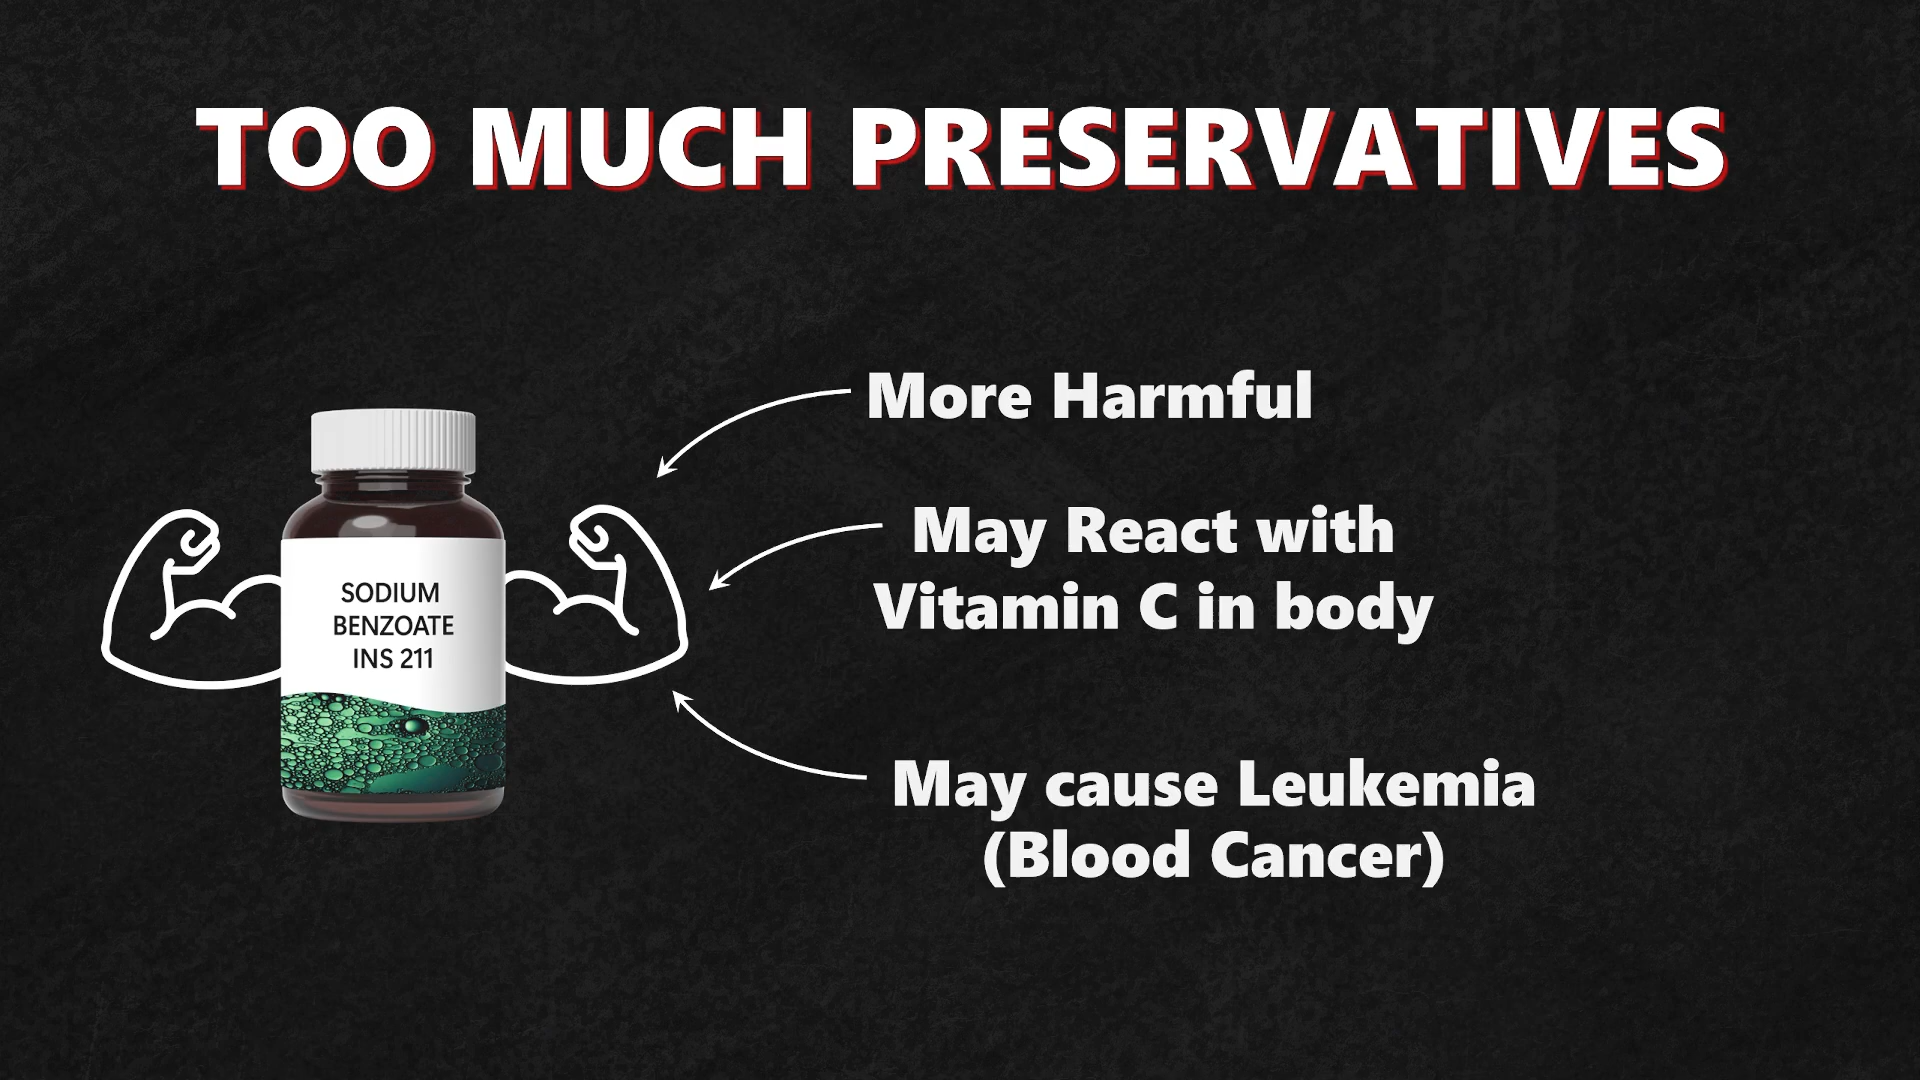 TOO MUCH PRESERVATIVES
SODIUM
BENZOATE
INS 211
More Harmful
May React with
Vitamin C in body
May cause Leukemia
(Blood Cancer)